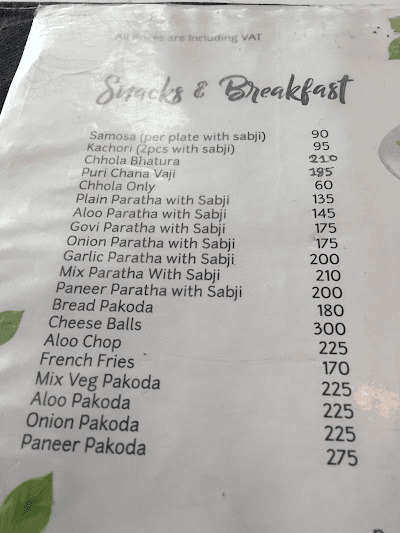 All Prices are Including VAT
Snacks & Breakfast
Samosa (per plate with sabji) 90
Kachori (2pcs with sabji) 95
Chhola Bhatura 210
Puri Chana Vaji 195
Chhola Only 60
Plain Paratha with Sabji 135
Aloo Paratha with Sabji 145
Govi Paratha with Sabji 175
Onion Paratha with Sabji 175
Garlic Paratha with Sabji 200
Mix Paratha With Sabji 210
Paneer Paratha with Sabji 200
Bread Pakoda 180
Cheese Balls 300
Aloo Chop 225
French Fries 170
Mix Veg Pakoda 225
Aloo Pakoda 225
Onion Pakoda 225
Paneer Pakoda 275